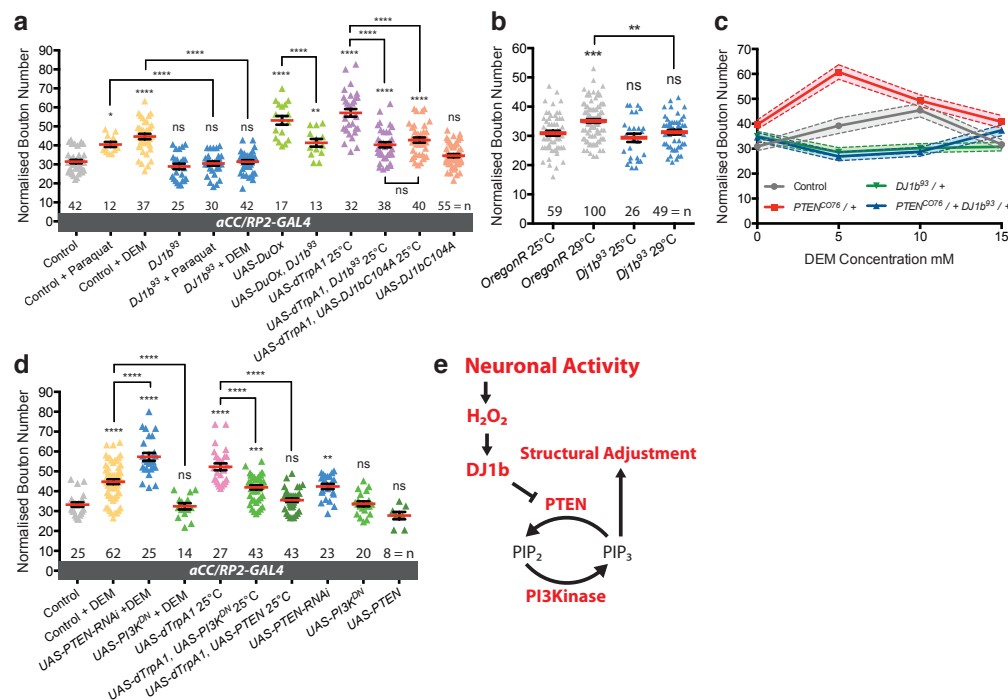 a
Normalised Bouton Number
90
80
70
60
50
40
30
20
10
0
****
****
****
****
****
****
****
*
****
ns
ns
ns
****
**
****
****
****
ns
ns
42 12 37 25 30 42 17 13 32 38 40 55 = n
aCC/RP2-GAL4
Control
Control + Paraquat
Control + DEM
DJ1b⁹³
DJ1b⁹³ + Paraquat
DJ1b⁹³ + DEM
UAS-DuOx
UAS-DuOx, DJ1b⁹³
UAS-dTrpA1 25°C
UAS-dTrpA1, DJ1b⁹³ 25°C
UAS-dTrpA1, UAS-DJ1bC104A 25°C
UAS-DJ1bC104A
b
Normalised Bouton Number
60
50
40
30
20
10
0
**
***
ns
ns
59 100 26 49 = n
OregonR 25°C
OregonR 29°C
Dj1b⁹³ 25°C
Dj1b⁹³ 29°C
c
Normalised Bouton Number
70
60
50
40
30
20
10
0
Control
PTENᶜᴼ⁷⁶ / +
DJ1b⁹³ / +
PTENᶜᴼ⁷⁶ / + DJ1b⁹³ / +
0 5 10 15
DEM Concentration mM
d
Normalised Bouton Number
90
80
70
60
50
40
30
20
10
0
****
****
****
****
****
****
ns
****
***
ns
**
ns
ns
25 62 25 14 27 43 43 23 20 8 = n
aCC/RP2-GAL4
Control
Control + DEM
UAS-PTEN-RNAi +DEM
UAS-PI3Kᴰᴺ + DEM
UAS-dTrpA1 25°C
UAS-dTrpA1, UAS-PI3Kᴰᴺ 25°C
UAS-dTrpA1, UAS-PTEN 25°C
UAS-PTEN-RNAi
UAS-PI3Kᴰᴺ
UAS-PTEN
e
Neuronal Activity
H₂O₂
DJ1b
Structural Adjustment
PTEN
PIP₂ PIP₃
PI3Kinase